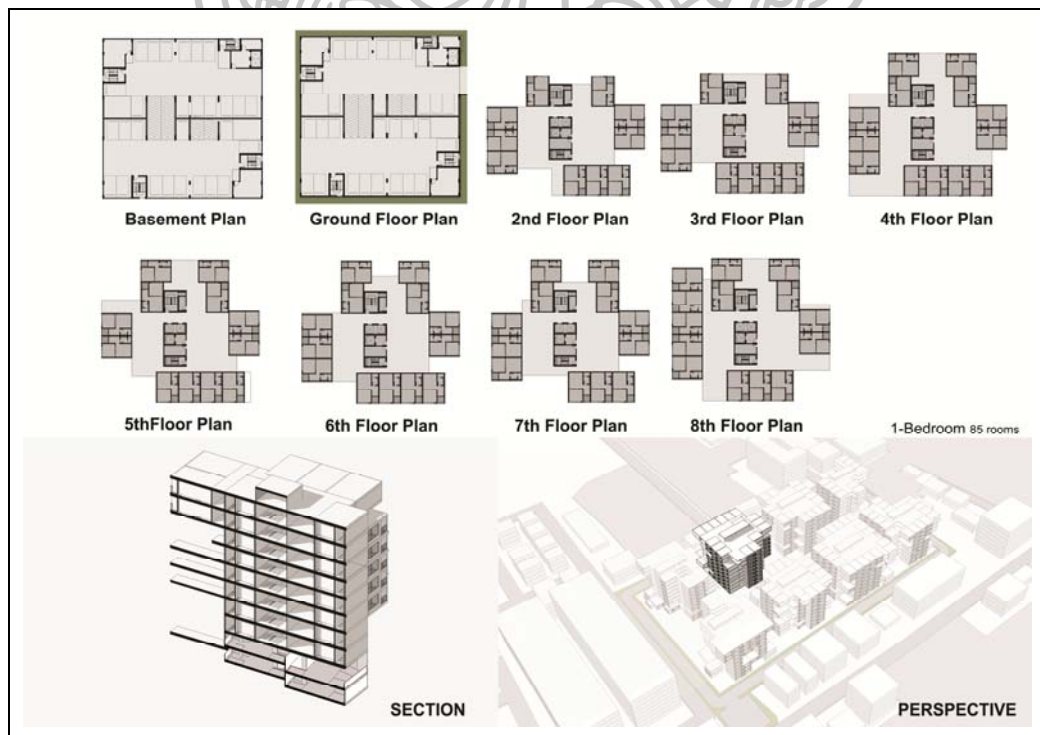 Basement Plan
Ground Floor Plan
2nd Floor Plan
3rd Floor Plan
4th Floor Plan
5thFloor Plan
6th Floor Plan
7th Floor Plan
8th Floor Plan
1-Bedroom 85 rooms
SECTION
PERSPECTIVE